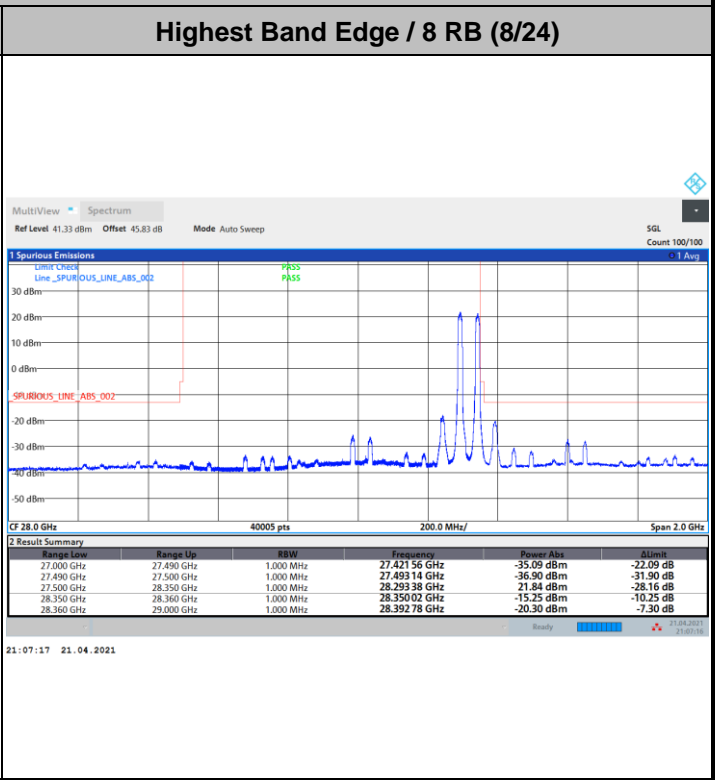 Highest Band Edge / 8 RB (8/24)
MultiView Spectrum
Ref Level 41.33 dBm Offset 45.83 dB Mode Auto Sweep SGL
Count 100/100
1 Spurious Emissions 1 Avg
Limit Check PASS
Line _SPURIOUS_LINE_ABS_002 PASS
30 dBm
20 dBm
10 dBm
0 dBm
_SPURIOUS_LINE_ABS_002
-20 dBm
-30 dBm
-40 dBm
-50 dBm
CF 28.0 GHz 40005 pts 200.0 MHz/ Span 2.0 GHz
2 Result Summary
Range Low Range Up RBW Frequency Power Abs ΔLimit
27.000 GHz 27.490 GHz 1.000 MHz 27.421 56 GHz -35.09 dBm -22.09 dB
27.490 GHz 27.500 GHz 1.000 MHz 27.493 14 GHz -36.90 dBm -31.90 dB
27.500 GHz 28.350 GHz 1.000 MHz 28.293 38 GHz 21.84 dBm -28.16 dB
28.350 GHz 28.360 GHz 1.000 MHz 28.350 02 GHz -15.25 dBm -10.25 dB
28.360 GHz 29.000 GHz 1.000 MHz 28.392 78 GHz -20.30 dBm -7.30 dB
Ready 21.04.2021
21:07:16
21:07:17 21.04.2021